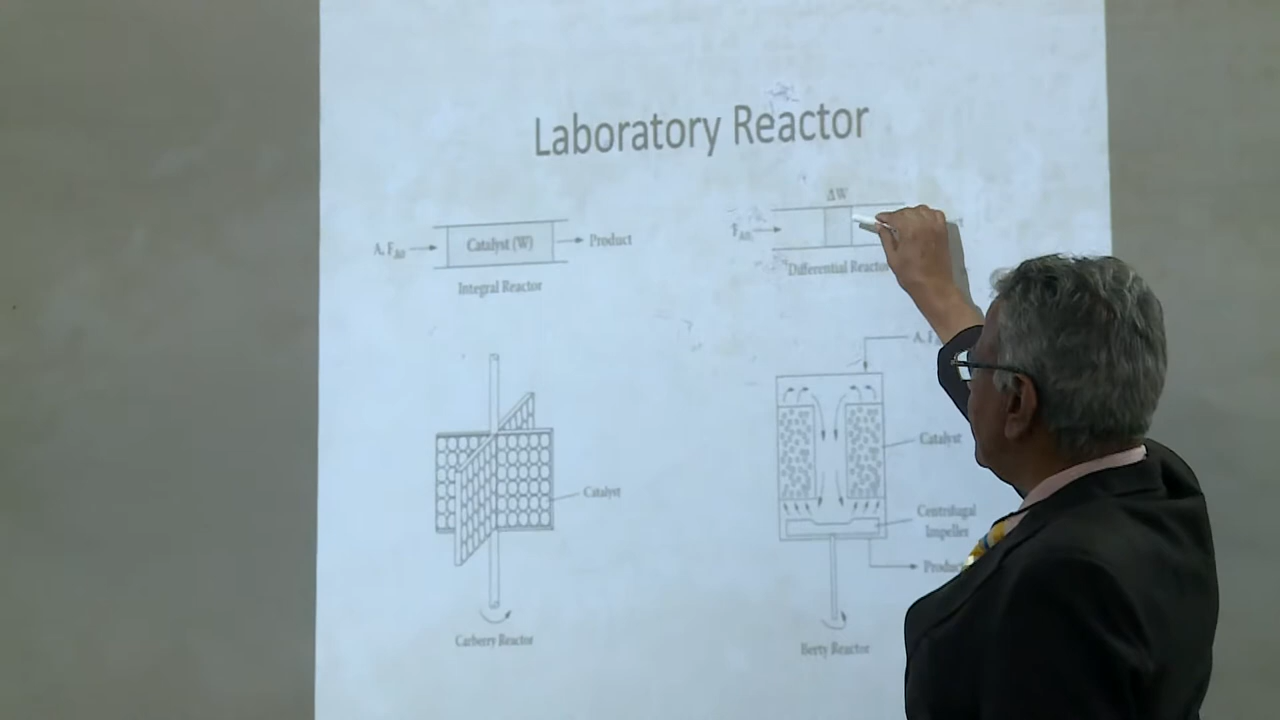 Laboratory Reactor
A, F_A0
Catalyst (W)
Product
Integral Reactor
ΔW
F_A0
Differential Reactor
Catalyst
Carberry Reactor
A, F
Catalyst
Centrifugal
Impeller
Product
Berty Reactor